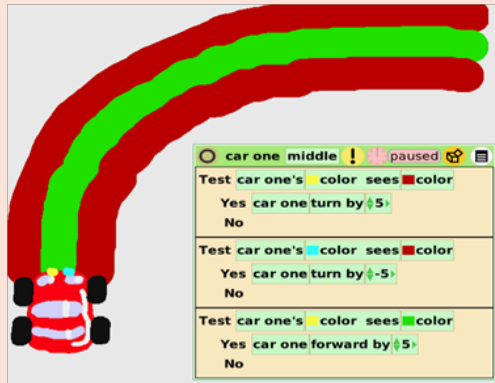 car one middle ! paused
Test car one's color sees color
Yes car one turn by 5
No
Test car one's color sees color
Yes car one turn by -5
No
Test car one's color sees color
Yes car one forward by 5
No